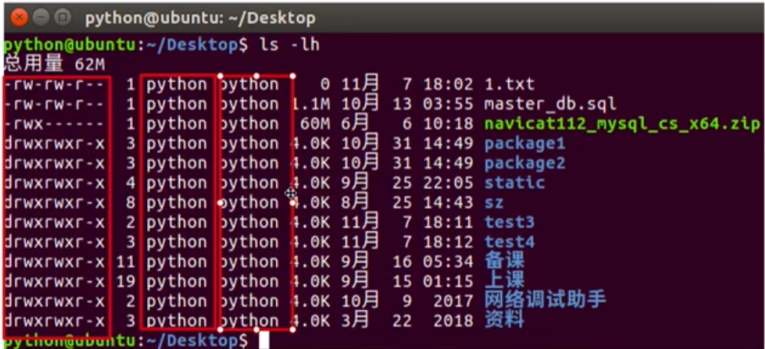 python@ubuntu: ~/Desktop
python@ubuntu:~/Desktop$ ls -lh
总用量 62M
-rw-rw-r-- 1 python python 0 11月 7 18:02 1.txt
-rw-rw-r-- 1 python python 1.1M 10月 13 03:55 master_db.sql
-rwx------ 1 python python 60M 6月 6 10:18 navicat112_mysql_cs_x64.zip
drwxrwxr-x 3 python python 4.0K 10月 31 14:49 package1
drwxrwxr-x 3 python python 4.0K 10月 31 14:49 package2
drwxrwxr-x 4 python python 4.0K 9月 25 22:05 static
drwxrwxr-x 8 python python 4.0K 8月 25 14:43 sz
drwxrwxr-x 2 python python 4.0K 11月 7 18:11 test3
drwxrwxr-x 3 python python 4.0K 11月 7 18:12 test4
drwxrwxr-x 11 python python 4.0K 9月 16 05:34 备课
drwxrwxr-x 19 python python 4.0K 9月 15 01:15 上课
drwxrwxr-x 2 python python 4.0K 10月 9 2017 网络调试助手
drwxrwxr-x 3 python python 4.0K 3月 22 2018 资料
python@ubuntu:~/Desktop$